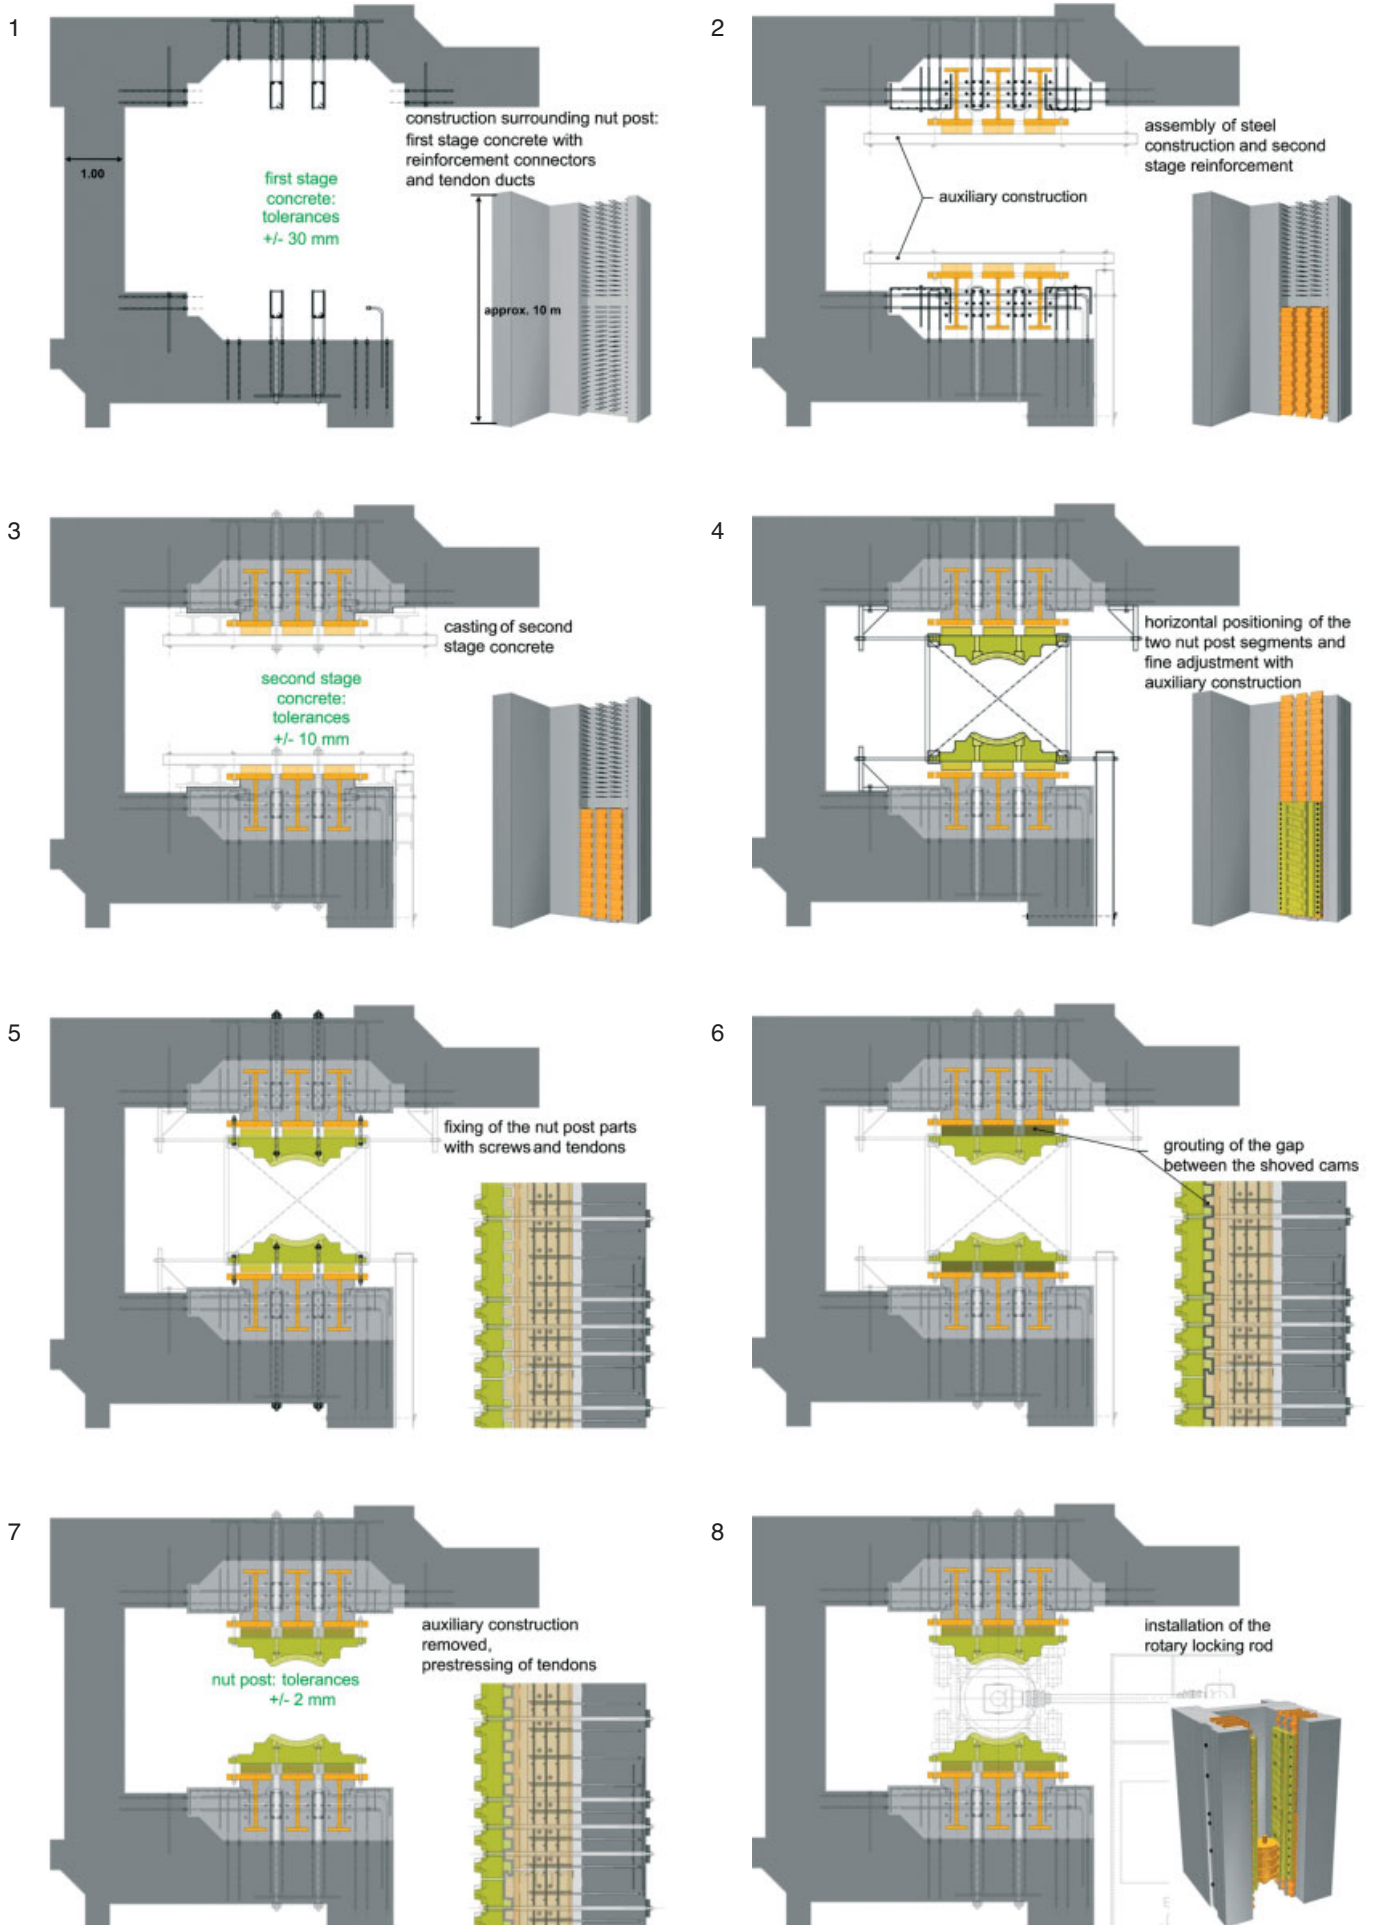 1
construction surrounding nut post:
first stage concrete with
reinforcement connectors
and tendon ducts
1.00
first stage
concrete:
tolerances
+/- 30 mm
approx. 10 m
2
assembly of steel
construction and second
stage reinforcement
auxiliary construction
3
casting of second
stage concrete
second stage
concrete:
tolerances
+/- 10 mm
4
horizontal positioning of the
two nut post segments and
fine adjustment with
auxiliary construction
5
fixing of the nut post parts
with screws and tendons
6
grouting of the gap
between the shoved cams
7
auxiliary construction
removed,
prestressing of tendons
nut post: tolerances
+/- 2 mm
8
installation of the
rotary locking rod